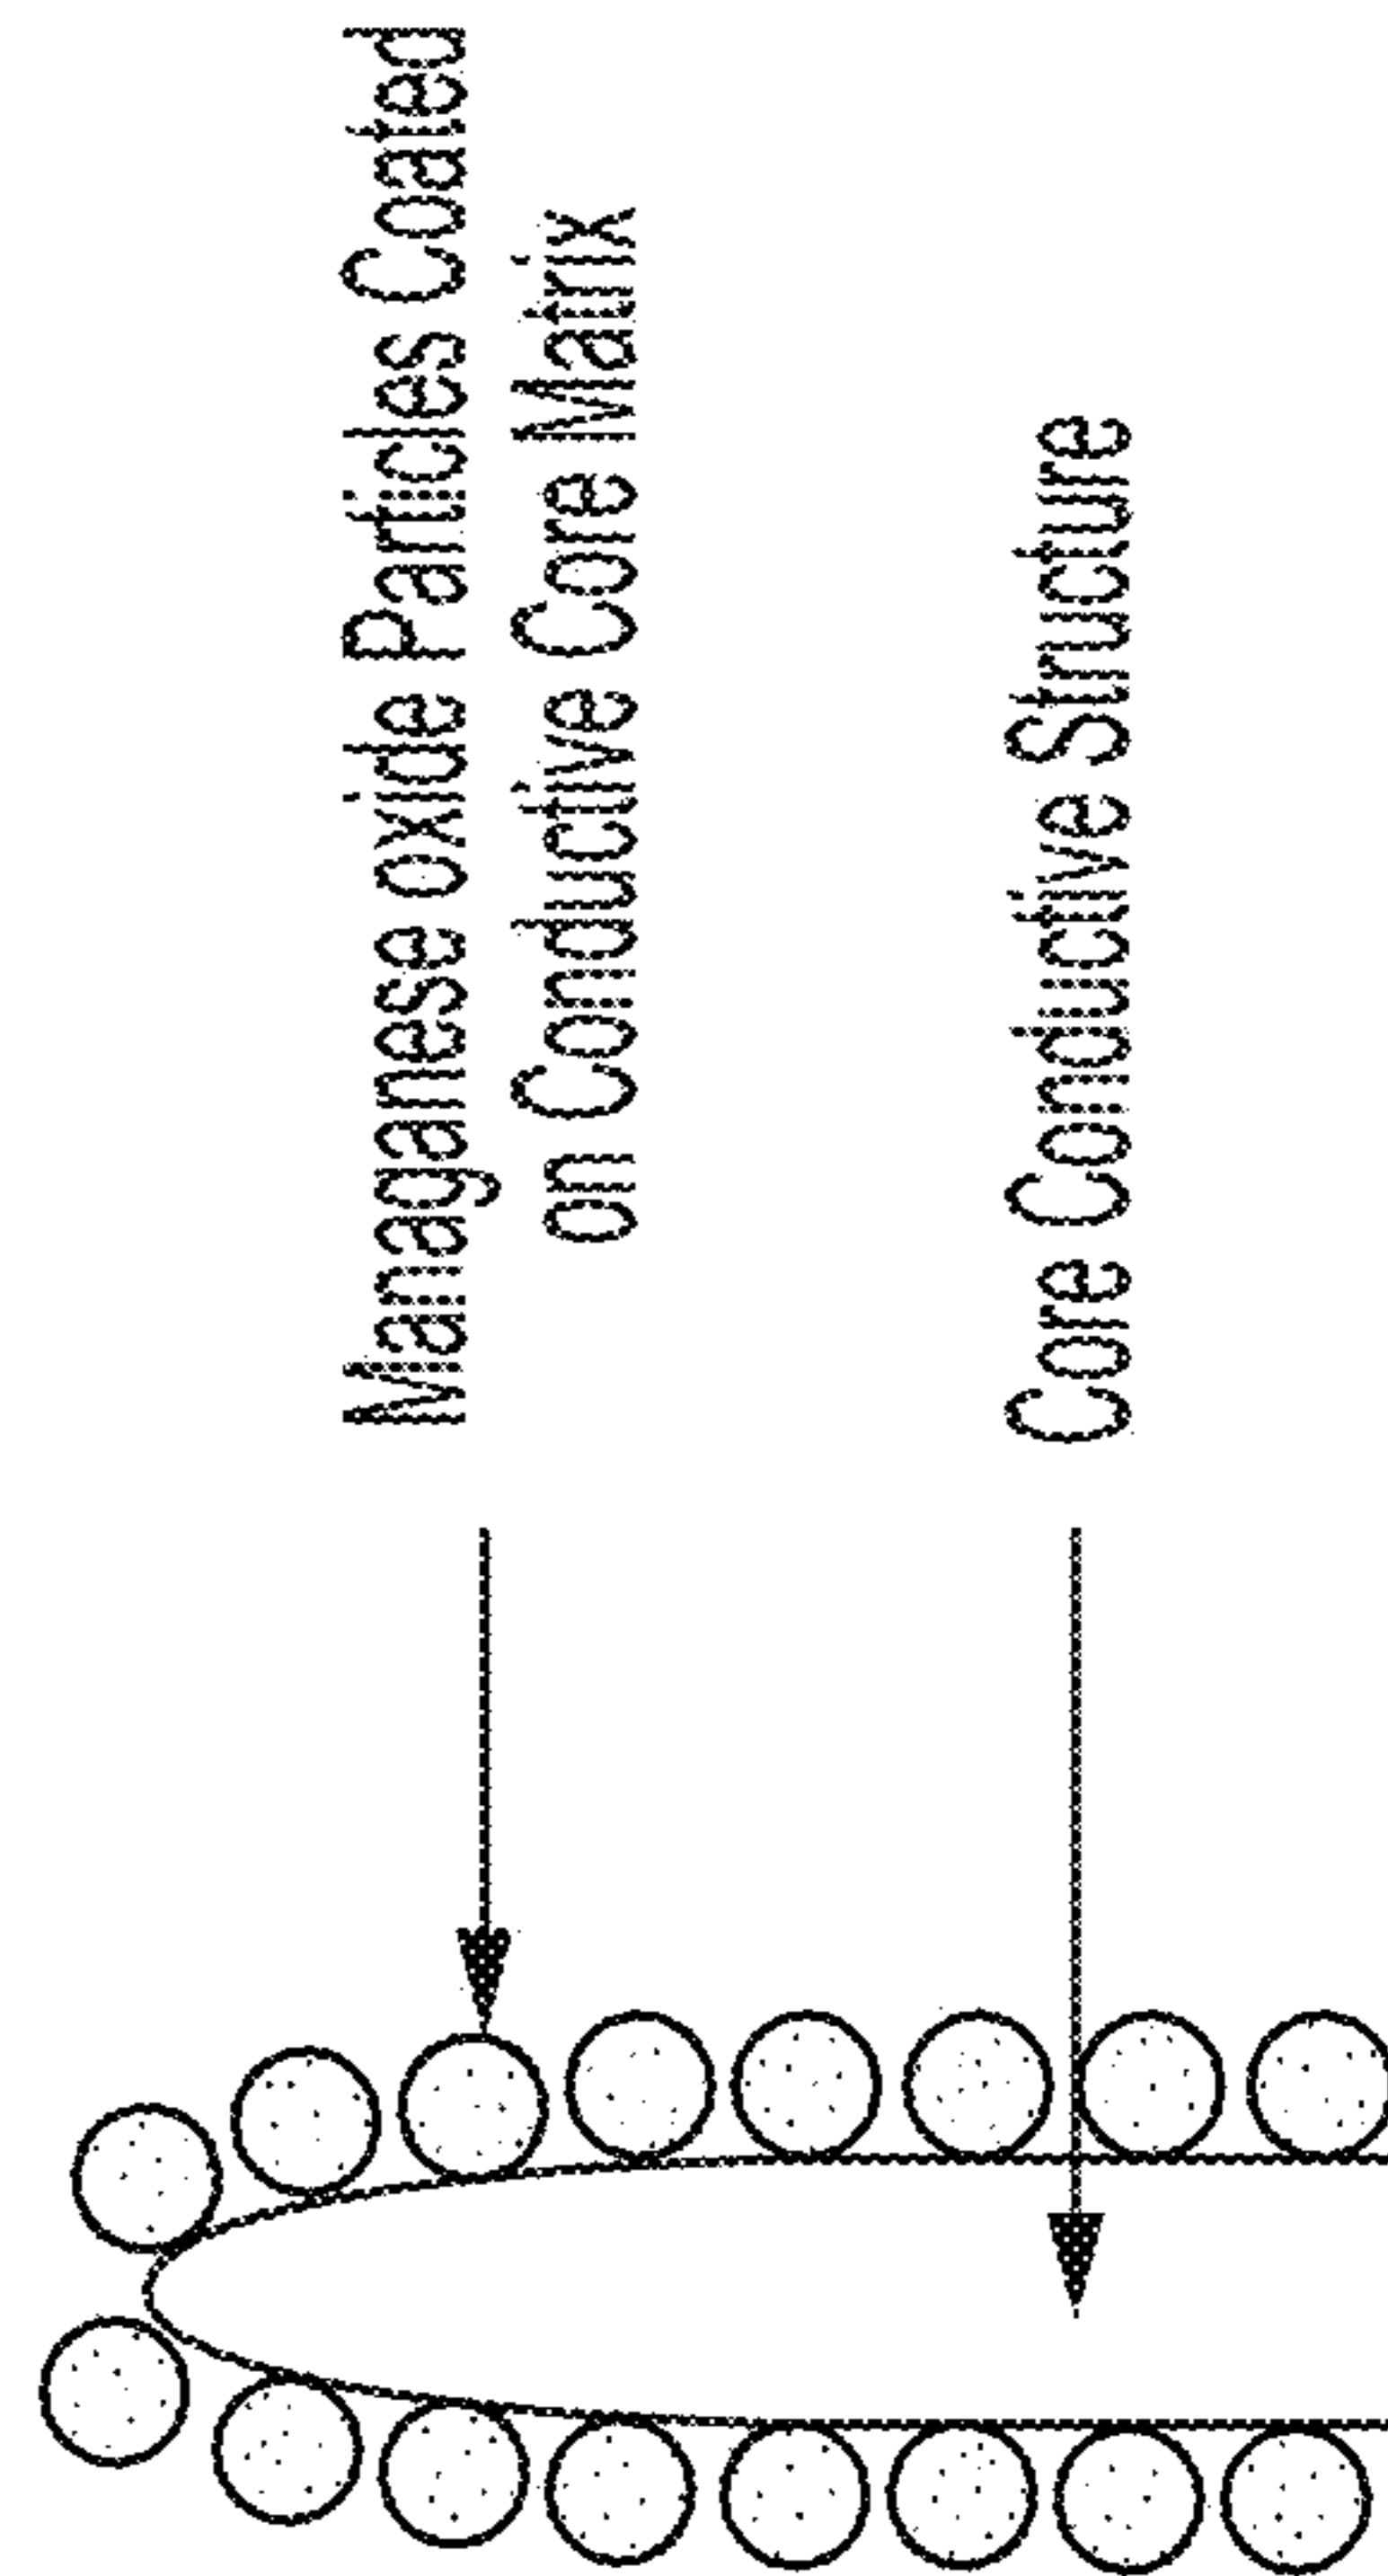 Managanese oxide Particles Coated
on Conductive Core Matrix
Core Conductive Structure